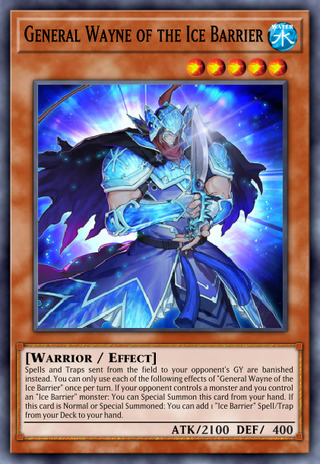 General Wayne of the Ice Barrier
WATER
水
[Warrior / Effect]
Spells and Traps sent from the field to your opponent's GY are banished
instead. You can only use each of the following effects of "General Wayne of the
Ice Barrier" once per turn. If your opponent controls a monster and you control
an "Ice Barrier" monster: You can Special Summon this card from your hand. If
this card is Normal or Special Summoned: You can add 1 "Ice Barrier" Spell/Trap
from your Deck to your hand.
ATK/2100 DEF/ 400